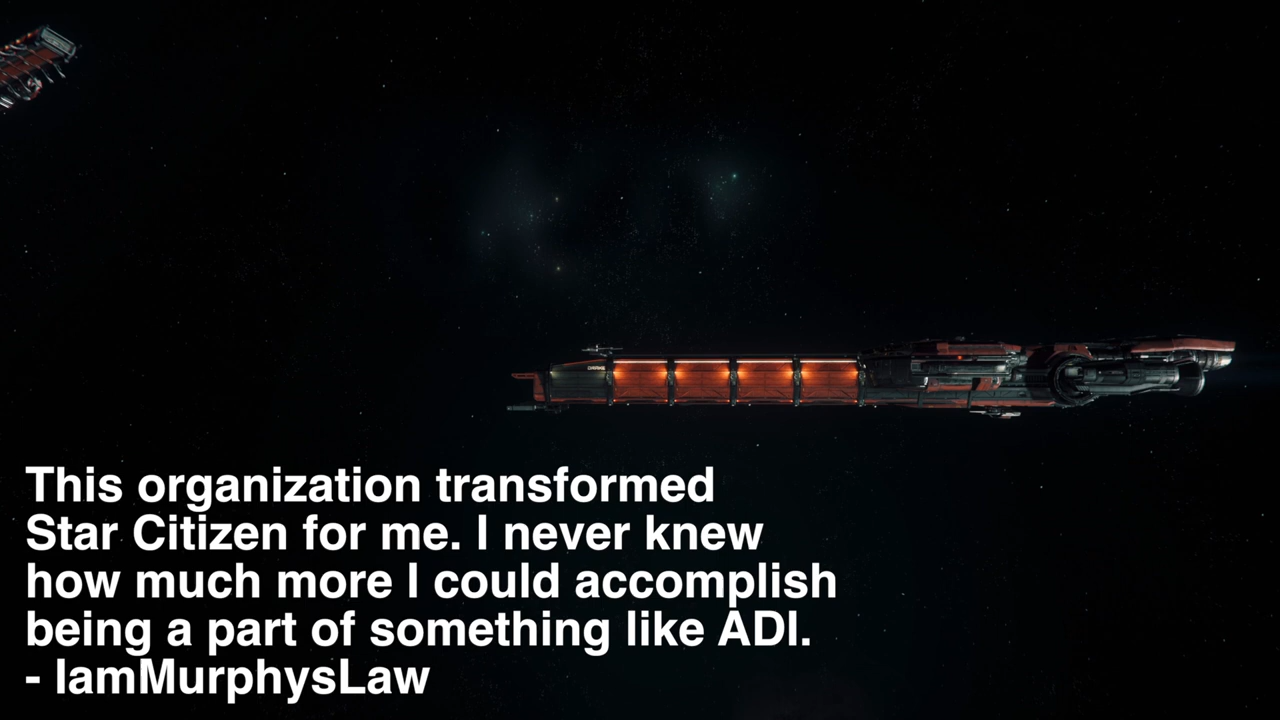 This organization transformed
Star Citizen for me. I never knew
how much more I could accomplish
being a part of something like ADI.
- IamMurphysLaw